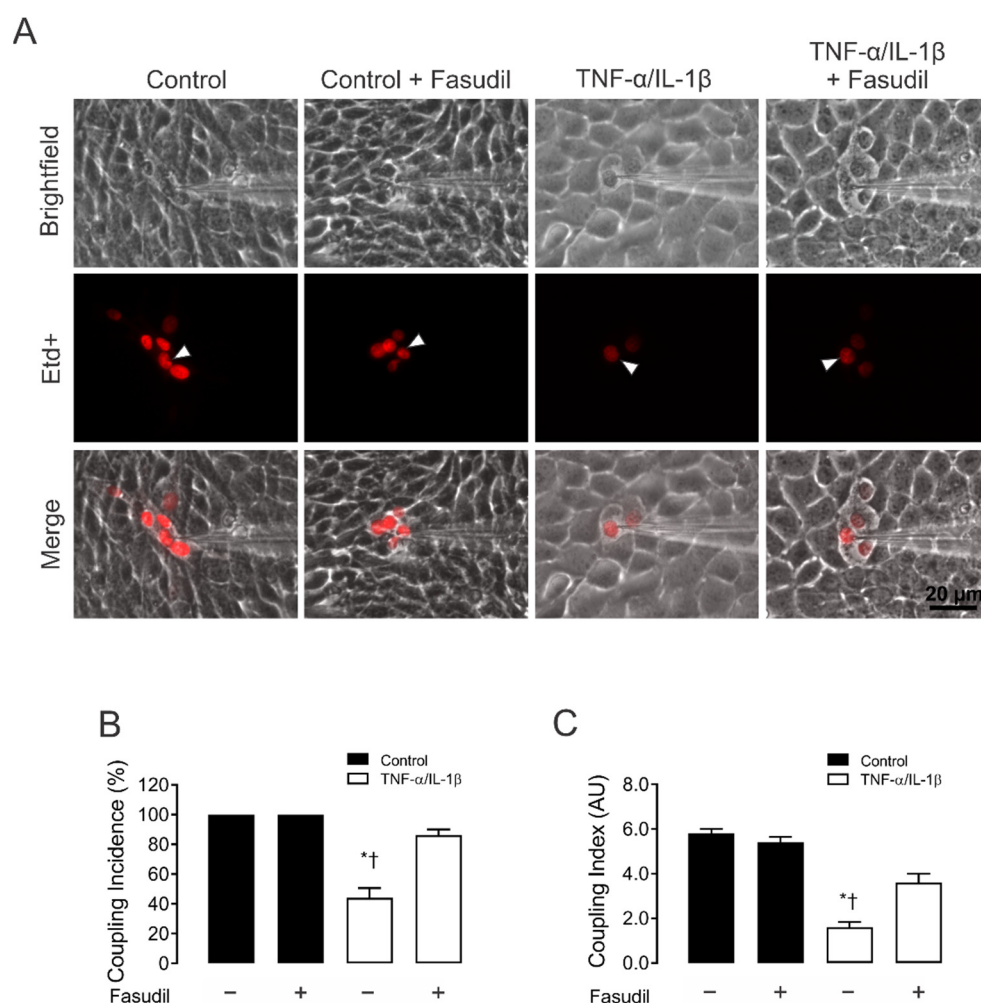 A
Control
Control + Fasudil
TNF-α/IL-1β
TNF-α/IL-1β
+ Fasudil
Brightfield
Etd+
Merge
20 µm
B
Control
TNF-α/IL-1β
Coupling Incidence (%)
120
100
80
60
40
20
0
*†
Fasudil − + − +
C
Control
TNF-α/IL-1β
Coupling Index (AU)
8.0
6.0
4.0
2.0
0.0
*†
Fasudil − + − +